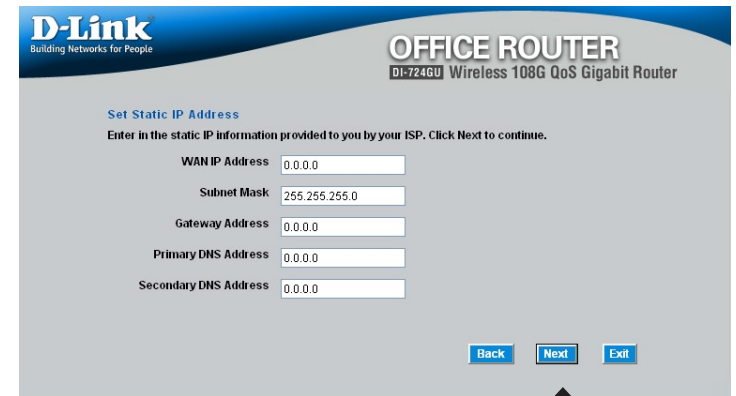 D-Link
Building Networks for People
OFFICE ROUTER
DI-724GU Wireless 108G QoS Gigabit Router
Set Static IP Address
Enter in the static IP information provided to you by your ISP. Click Next to continue.
WAN IP Address 0.0.0.0
Subnet Mask 255.255.255.0
Gateway Address 0.0.0.0
Primary DNS Address 0.0.0.0
Secondary DNS Address 0.0.0.0
Back Next Exit